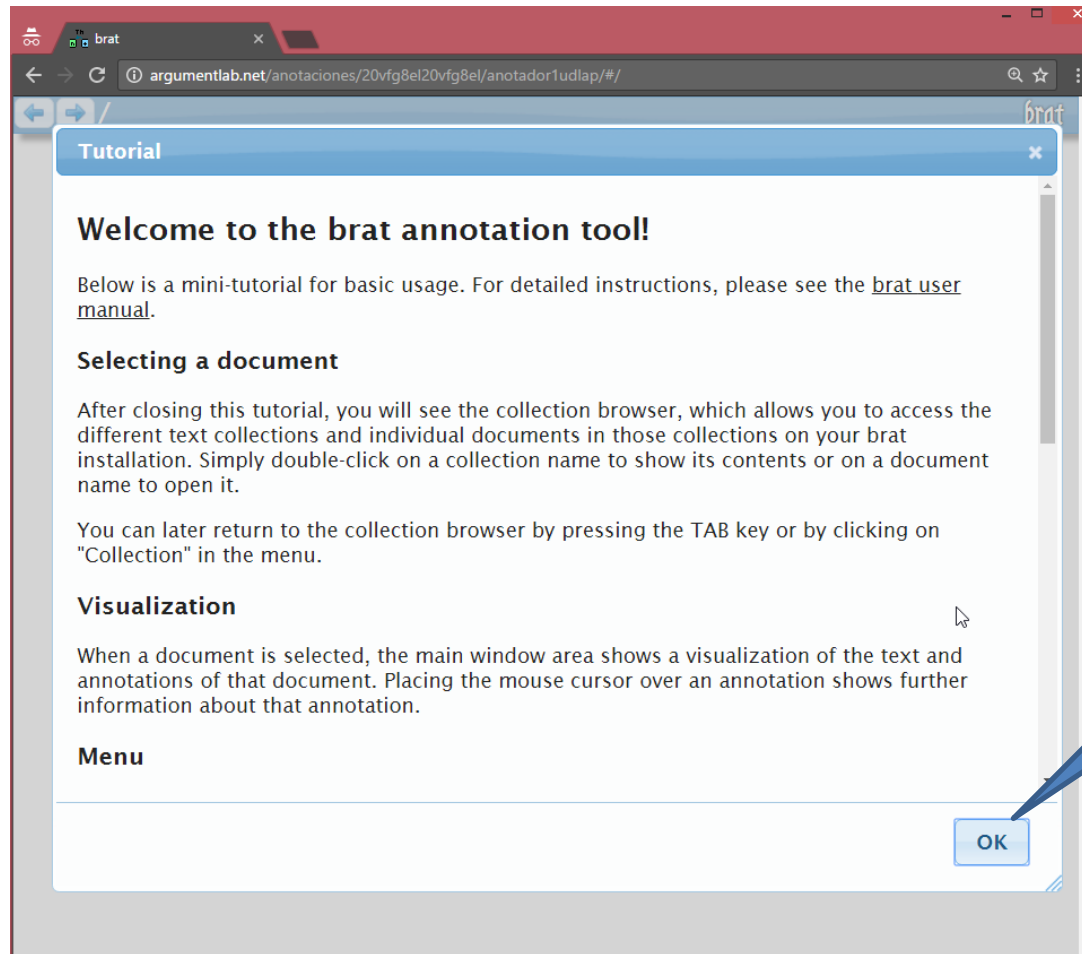 brat
argumentlab.net/anotaciones/20vfg8el20vfg8el/anotador1udlap/#/
/
brat
Tutorial
Welcome to the brat annotation tool!
Below is a mini-tutorial for basic usage. For detailed instructions, please see the brat user
manual.
Selecting a document
After closing this tutorial, you will see the collection browser, which allows you to access the
different text collections and individual documents in those collections on your brat
installation. Simply double-click on a collection name to show its contents or on a document
name to open it.
You can later return to the collection browser by pressing the TAB key or by clicking on
"Collection" in the menu.
Visualization
When a document is selected, the main window area shows a visualization of the text and
annotations of that document. Placing the mouse cursor over an annotation shows further
information about that annotation.
Menu
OK